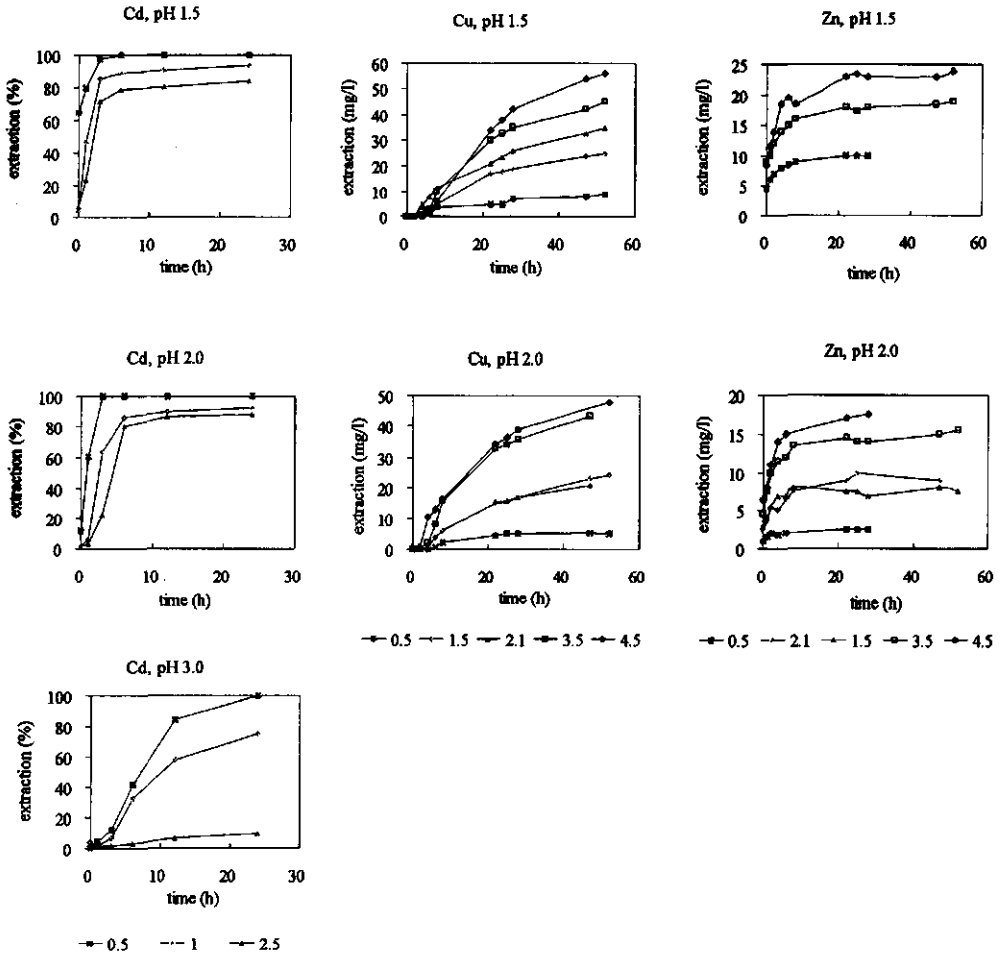 Cd, pH 1.5
extraction (%)
100
80
60
40
20
0
0 10 20 30
time (h)
Cu, pH 1.5
extraction (mg/l)
60
50
40
30
20
10
0
0 20 40 60
time (h)
Zn, pH 1.5
extraction (mg/l)
25
20
15
10
5
0
0 20 40 60
time (h)
Cd, pH 2.0
extraction (%)
100
80
60
40
20
0
0 10 20 30
time (h)
Cu, pH 2.0
extraction (mg/l)
50
40
30
20
10
0
0 20 40 60
time (h)
0.5 1.5 2.1 3.5 4.5
Zn, pH 2.0
extraction (mg/l)
20
15
10
5
0
0 20 40 60
time (h)
0.5 2.1 1.5 3.5 4.5
Cd, pH 3.0
extraction (%)
100
80
60
40
20
0
0 10 20 30
time (h)
0.5 1 2.5